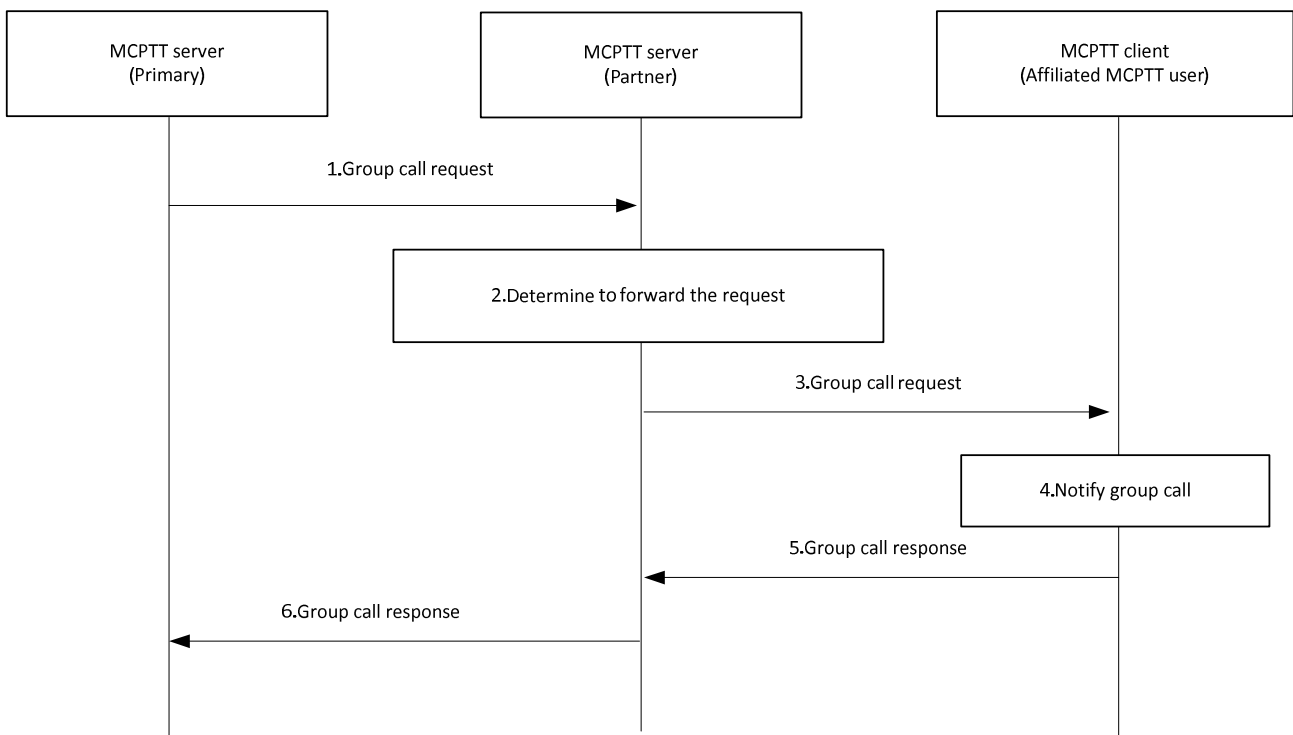 MCPTT server
(Primary)
MCPTT server
(Partner)
MCPTT client
(Affiliated MCPTT user)
1.Group call request
2.Determine to forward the request
3.Group call request
4.Notify group call
5.Group call response
6.Group call response